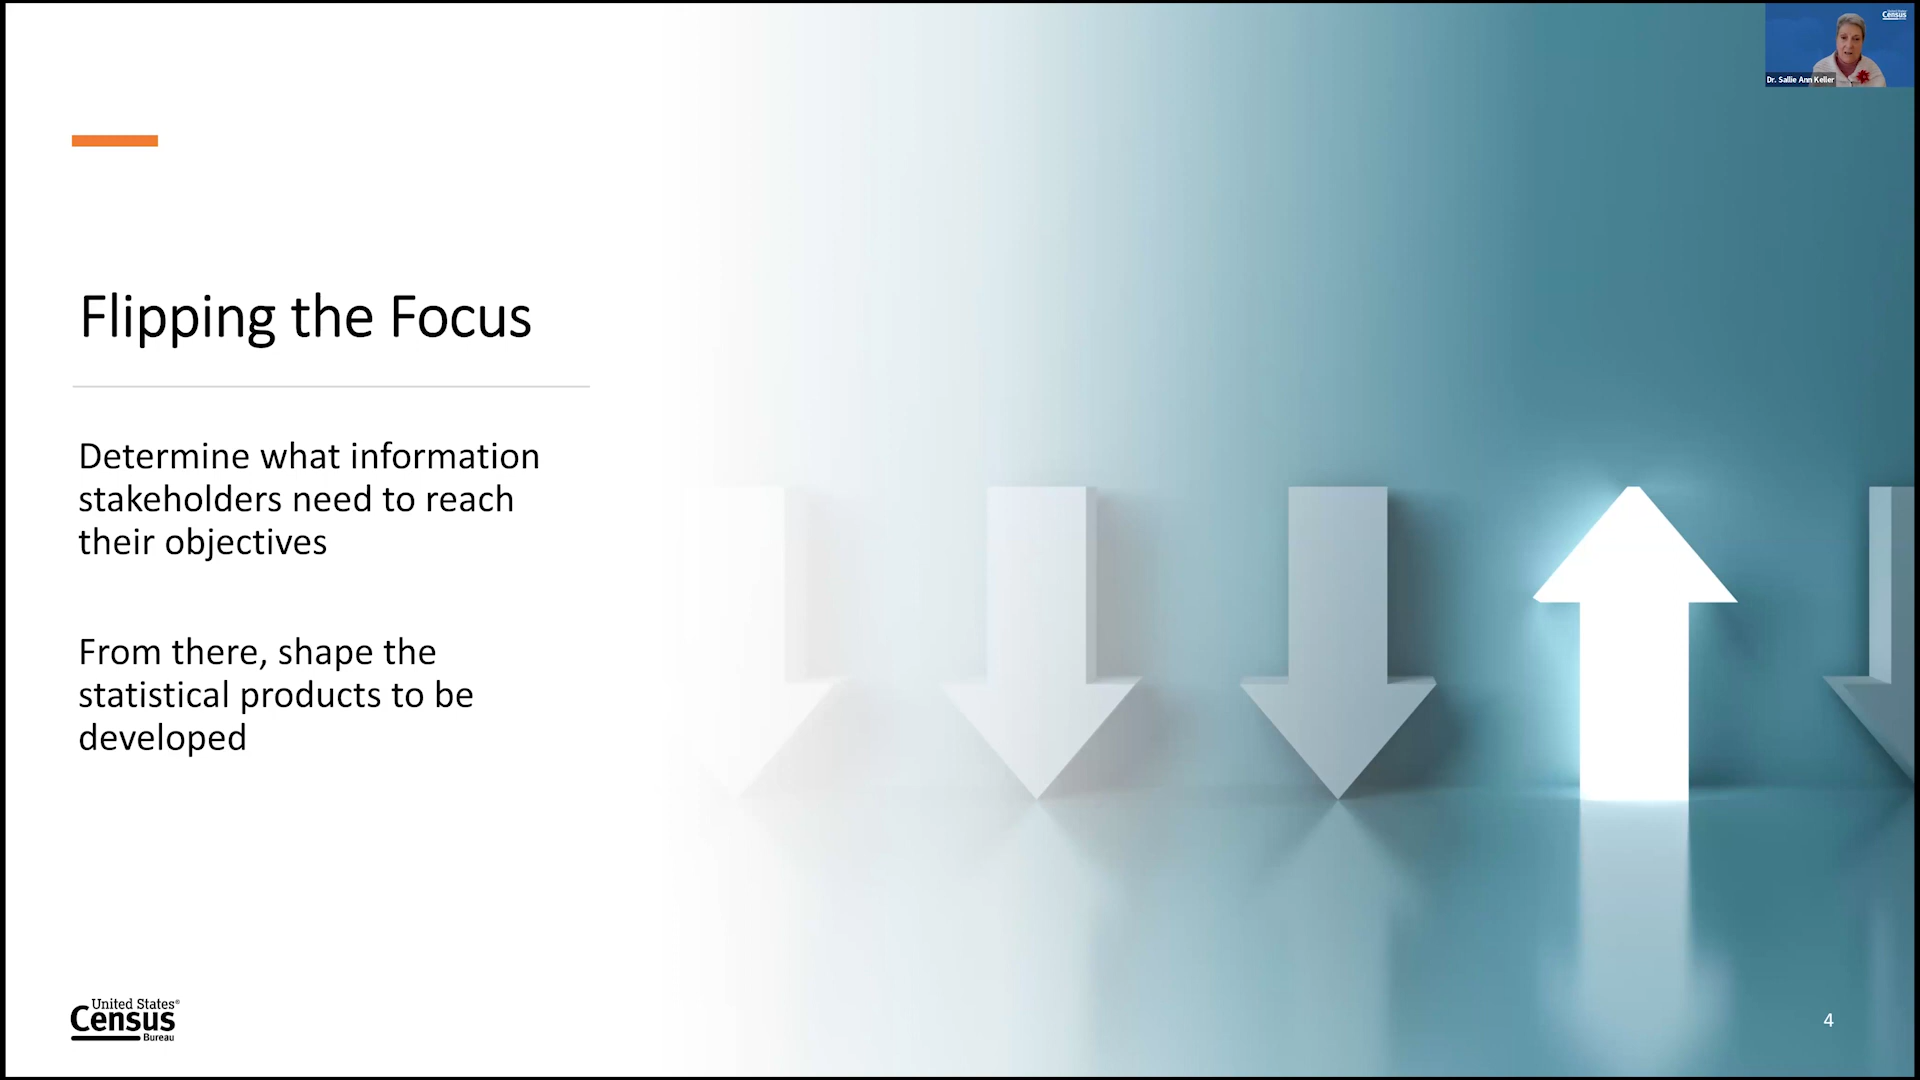 Census
Dr. Sallie Ann Keller
Flipping the Focus
Determine what information
stakeholders need to reach
their objectives
From there, shape the
statistical products to be
developed
United States®
Census
Bureau
4